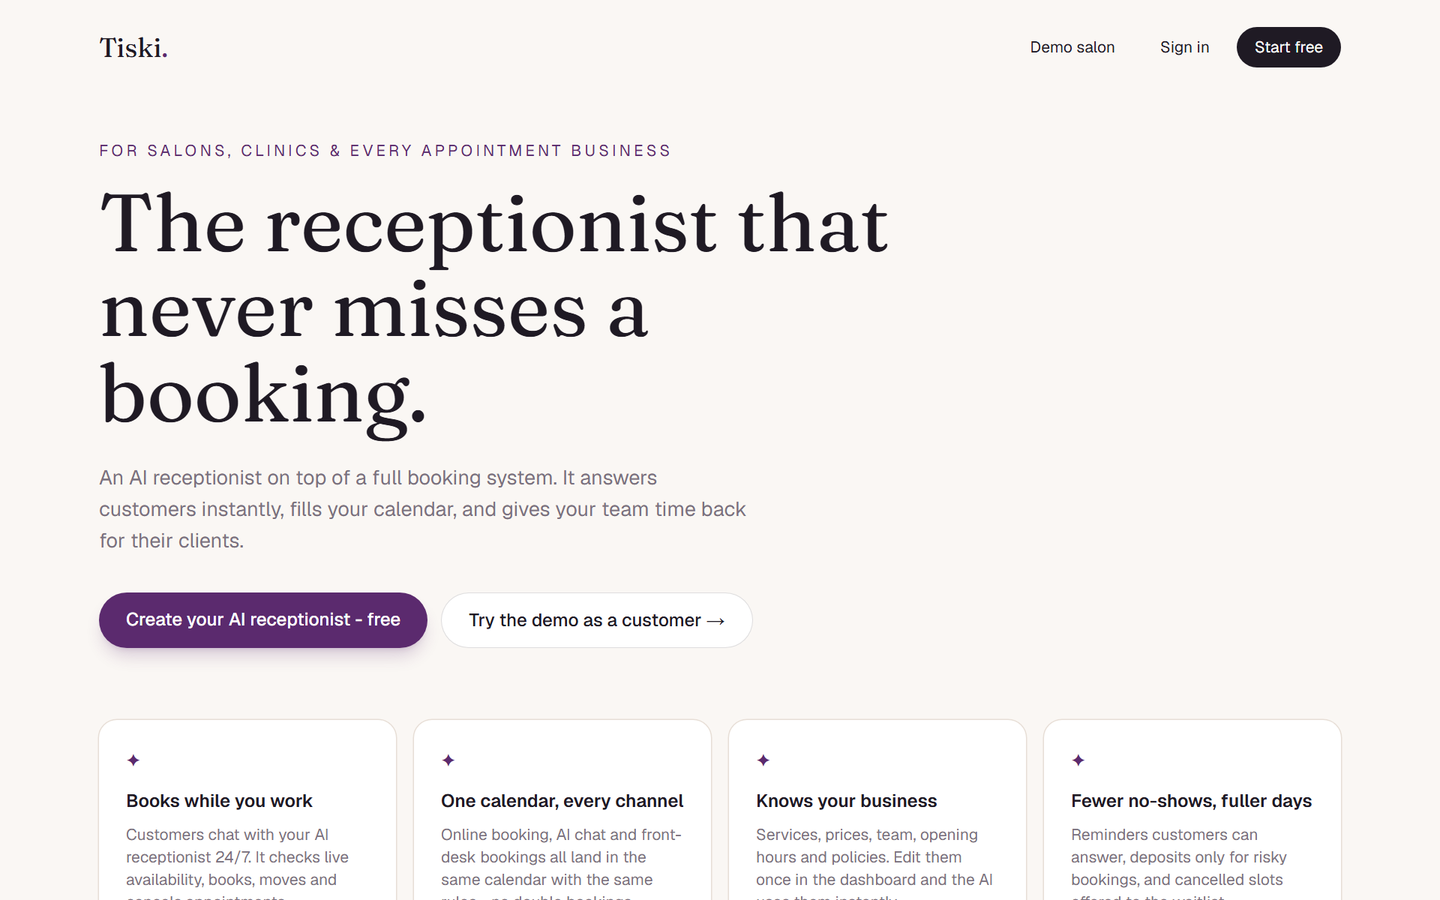 Tiski.
Demo salon
Sign in
Start free
FOR SALONS, CLINICS & EVERY APPOINTMENT BUSINESS
The receptionist that
never misses a
booking.
An AI receptionist on top of a full booking system. It answers
customers instantly, fills your calendar, and gives your team time back
for their clients.
Create your AI receptionist - free
Try the demo as a customer →
✦
Books while you work
Customers chat with your AI
receptionist 24/7. It checks live
availability, books, moves and
✦
One calendar, every channel
Online booking, AI chat and front-
desk bookings all land in the
same calendar with the same
✦
Knows your business
Services, prices, team, opening
hours and policies. Edit them
once in the dashboard and the AI
✦
Fewer no-shows, fuller days
Reminders customers can
answer, deposits only for risky
bookings, and cancelled slots